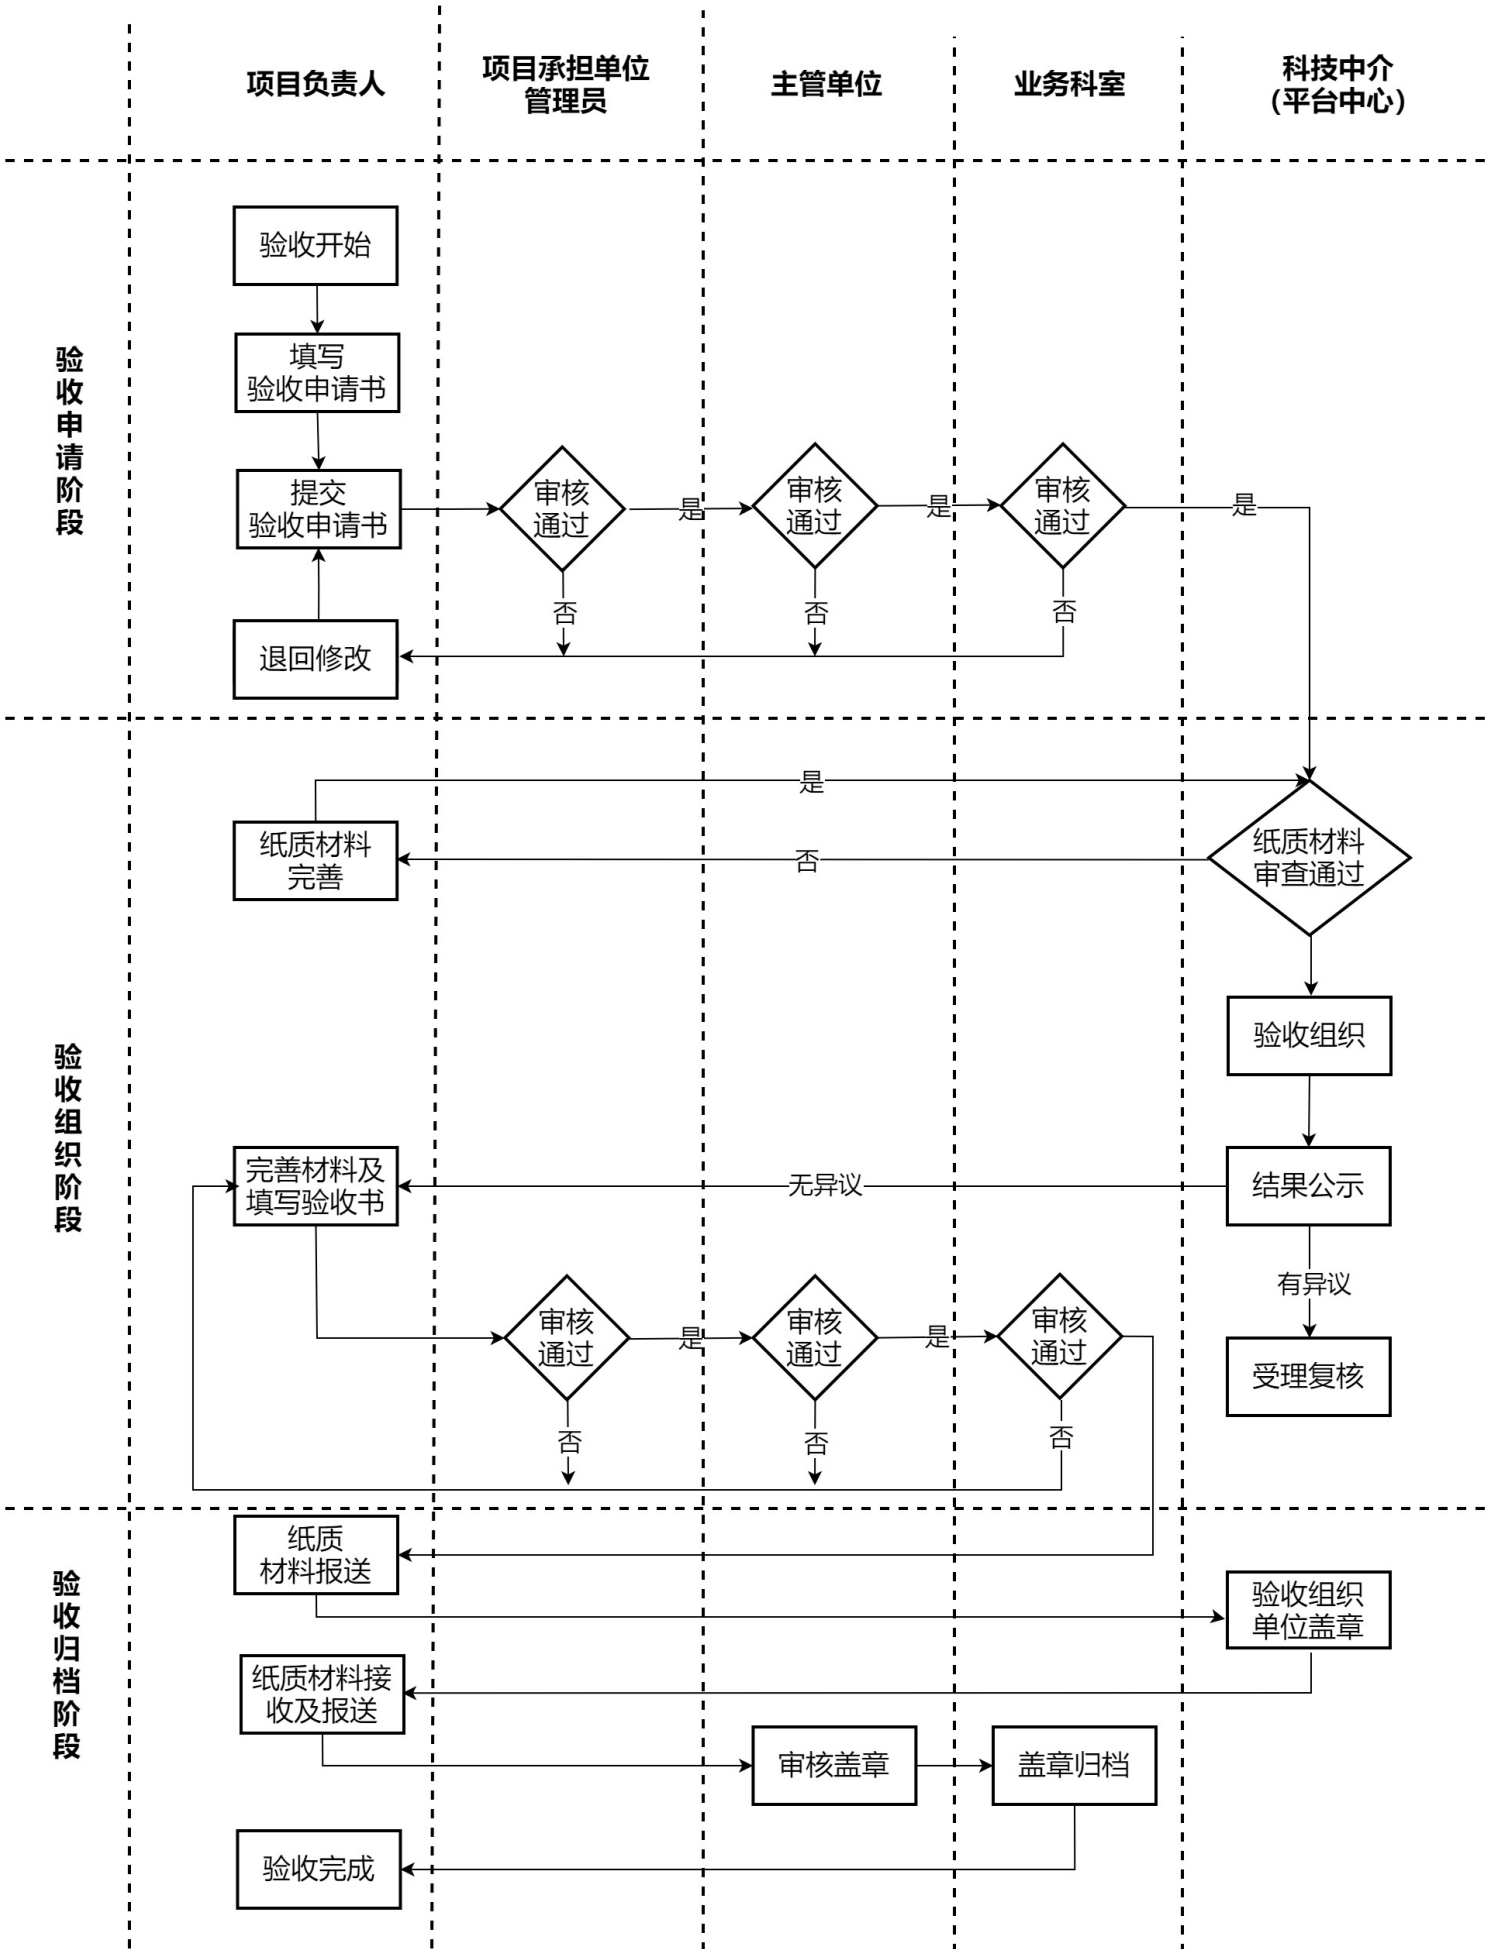 项目负责人
项目承担单位
管理员
主管单位
业务科室
科技中介
（平台中心）
验收申请阶段
验收开始
填写
验收申请书
提交
验收申请书
审核
通过
是
审核
通过
是
审核
通过
是
否
否
否
退回修改
验收组织阶段
是
纸质材料
完善
否
纸质材料
审查通过
验收组织
完善材料及
填写验收书
无异议
结果公示
有异议
审核
通过
是
审核
通过
是
审核
通过
受理复核
否
否
否
验收归档阶段
纸质
材料报送
验收组织
单位盖章
纸质材料接
收及报送
审核盖章
盖章归档
验收完成